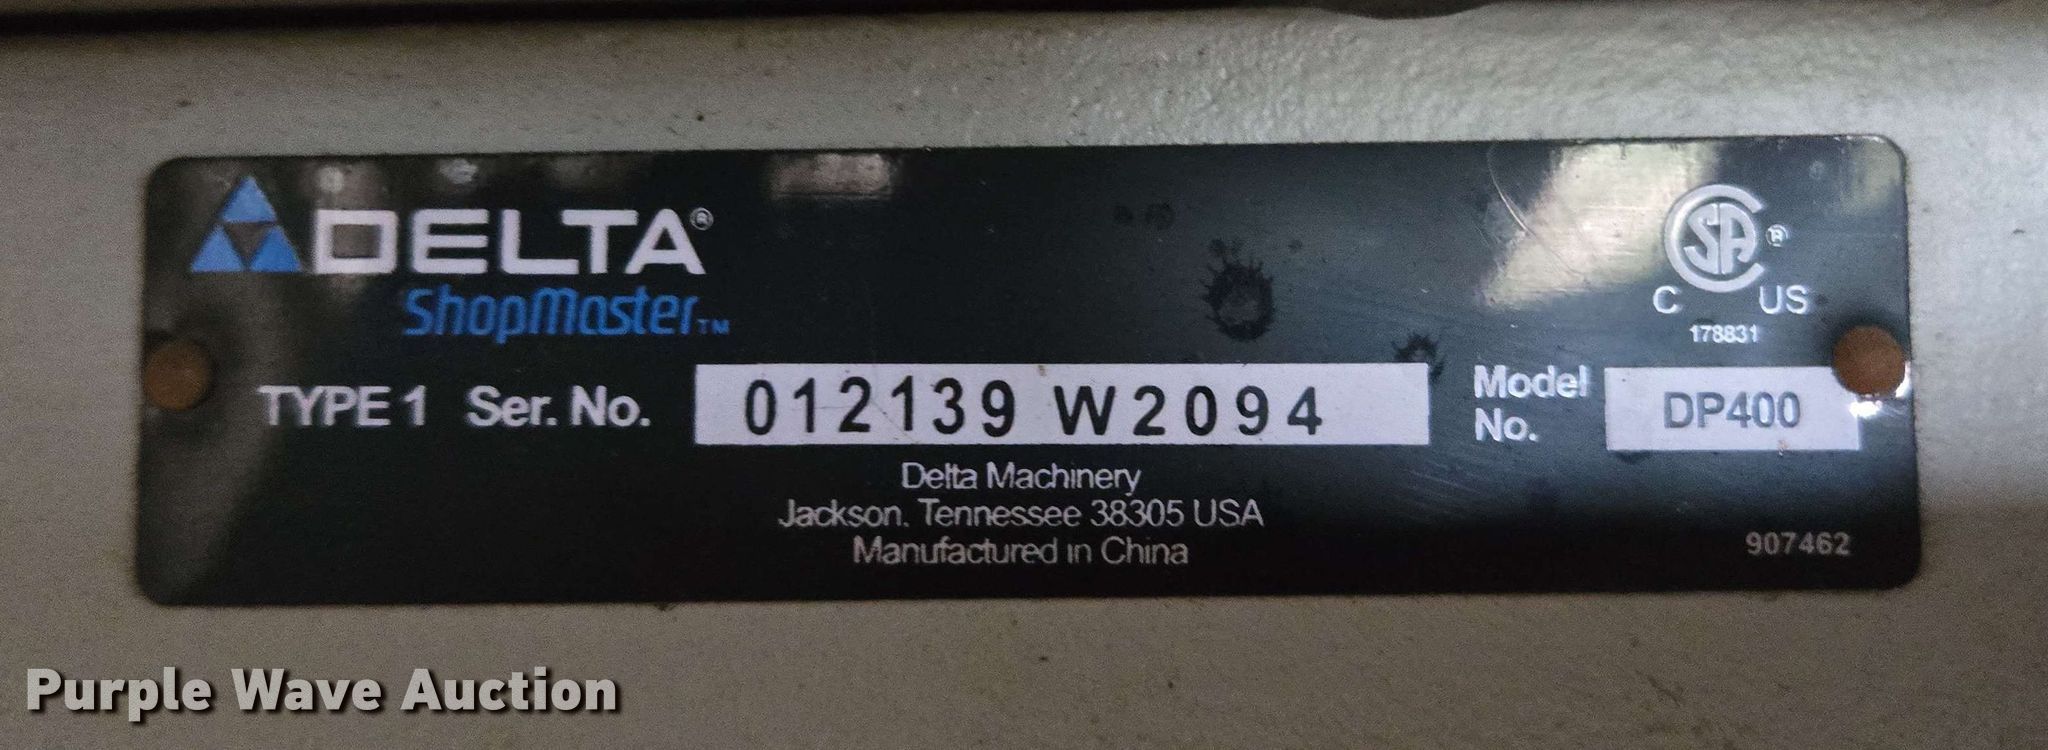 DELTA®
ShopMaster™
CSA®
C US
178831
TYPE 1 Ser. No. 012139 W2094
Model No. DP400
Delta Machinery
Jackson, Tennessee 38305 USA
Manufactured in China
907462
Purple Wave Auction